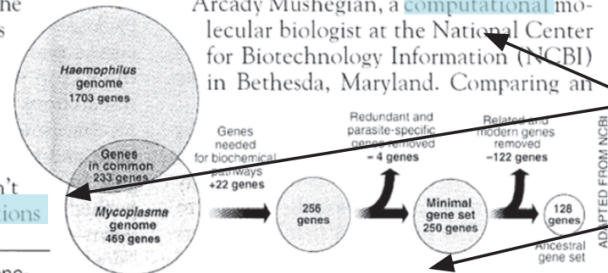 Arcady Mushegian, a computational mo-
lecular biologist at the National Center
for Biotechnology Information (NCBI)
in Bethesda, Maryland. Comparing an
Haemophilus
genome
1703 genes
Genes
in common
233 genes
Mycoplasma
genome
469 genes
Genes
needed
for biochemical
pathways
+22 genes
256
genes
Redundant and
parasite-specific
genes removed
– 4 genes
Minimal
gene set
250 genes
Related and
modern genes
removed
–122 genes
128
genes
Ancestral
gene set
ADAPTED FROM NCBI